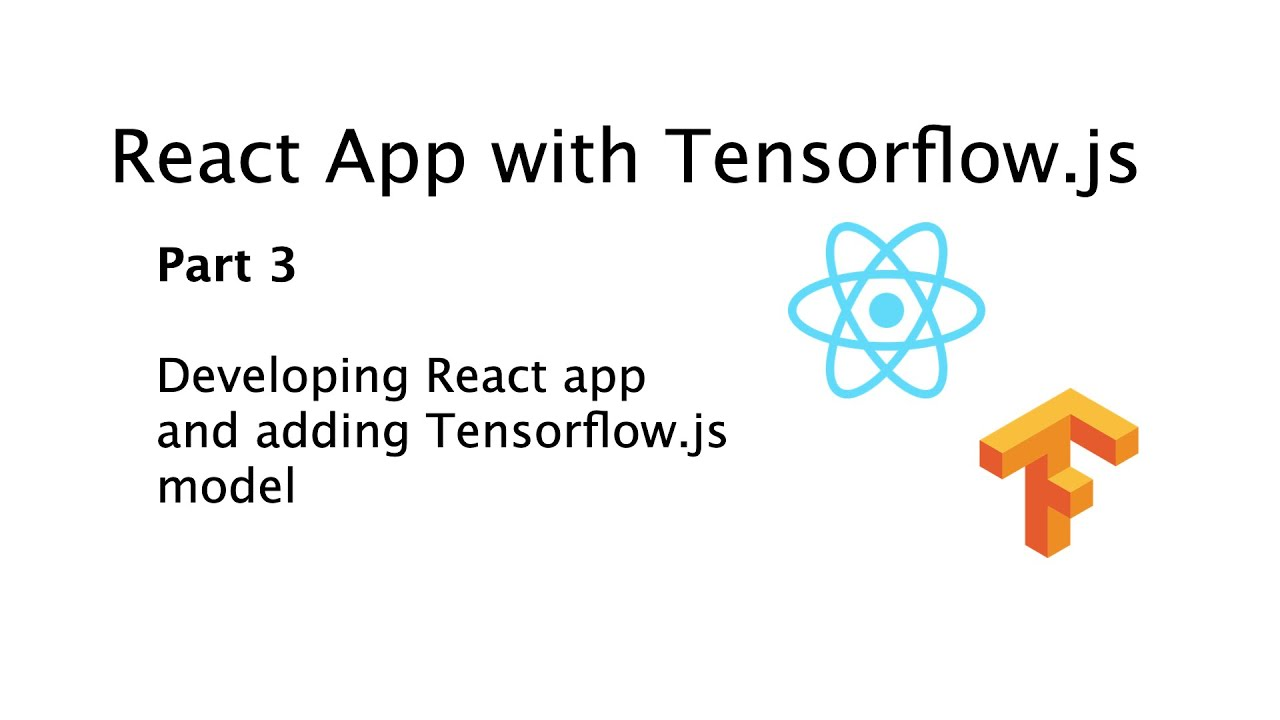 React App with Tensorflow.js
Part 3
Developing React app
and adding Tensorflow.js
model